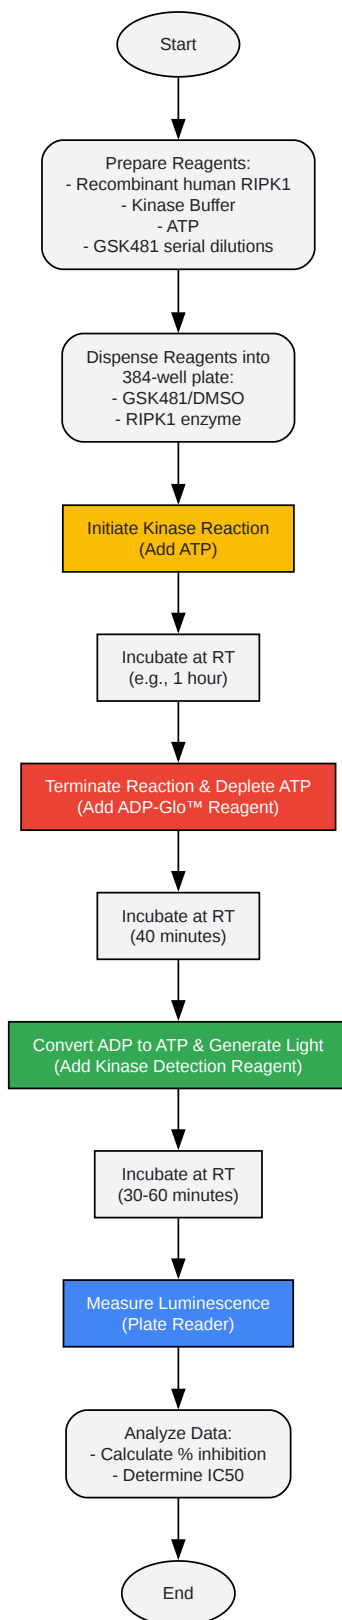 Start
Prepare Reagents:
- Recombinant human RIPK1
- Kinase Buffer
- ATP
- GSK481 serial dilutions
Dispense Reagents into
384-well plate:
- GSK481/DMSO
- RIPK1 enzyme
Initiate Kinase Reaction
(Add ATP)
Incubate at RT
(e.g., 1 hour)
Terminate Reaction & Deplete ATP
(Add ADP-Glo™ Reagent)
Incubate at RT
(40 minutes)
Convert ADP to ATP & Generate Light
(Add Kinase Detection Reagent)
Incubate at RT
(30-60 minutes)
Measure Luminescence
(Plate Reader)
Analyze Data:
- Calculate % inhibition
- Determine IC50
End